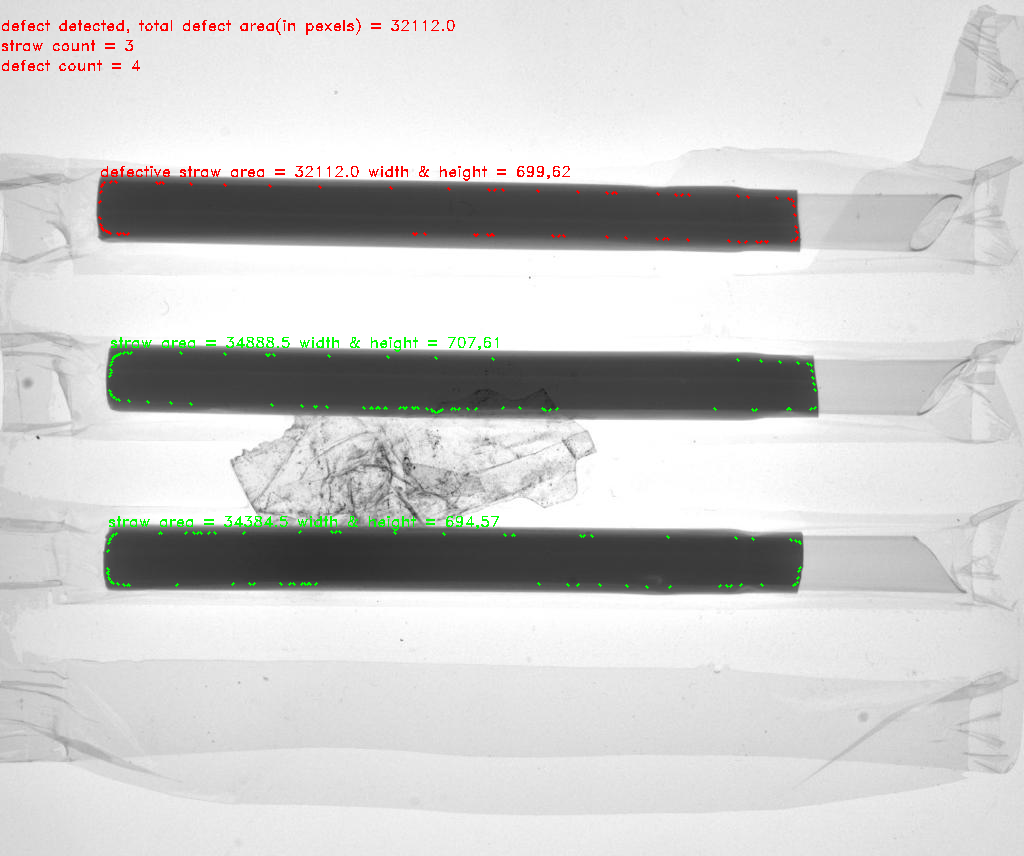 defect detected, total defect area(in pexels) = 32112.0
straw count = 3
defect count = 4
defective straw area = 32112.0 width & height = 699,62
straw area = 34888.5 width & height = 707,61
straw area = 34384.5 width & height = 694,57